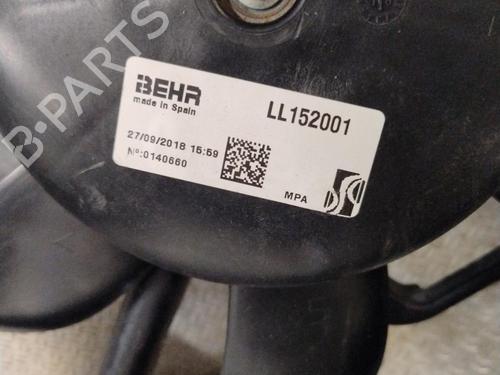 B-PARTS
BEHR
made in Spain
LL152001
27/09/2018 15:59
Nº:0140660
MPA